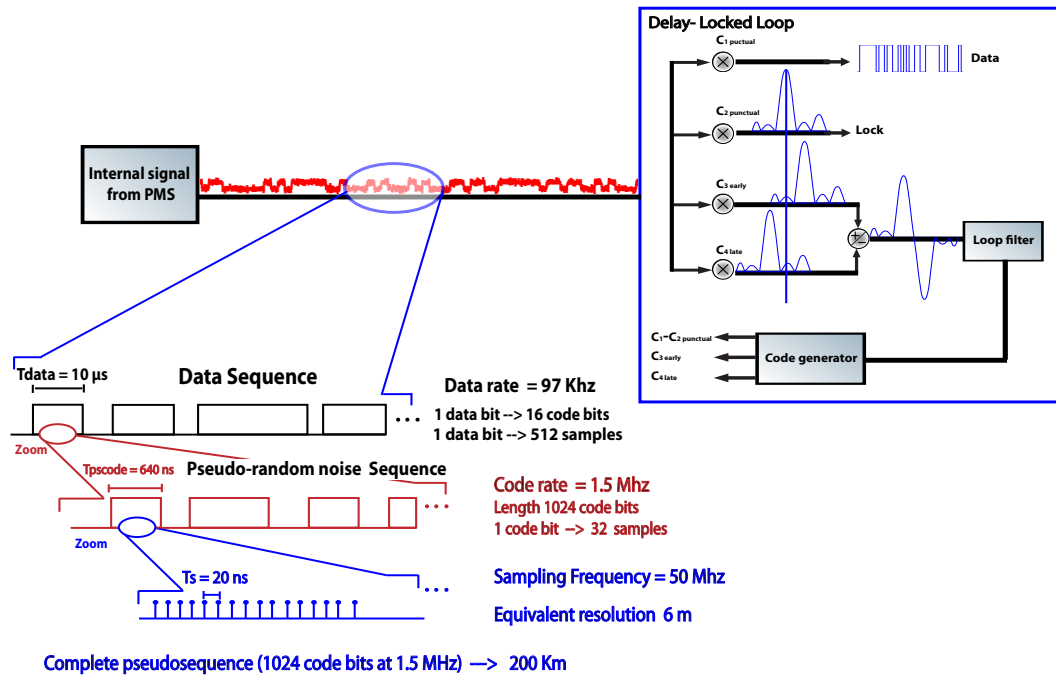 Delay- Locked Loop
C1 puctual
Data
C2 punctual
Lock
Internal signal
from PMS
C3 early
+
−
Loop filter
C4 late
C1−C2 punctual
C3 early
C4 late
Code generator
Tdata = 10 µs
Data Sequence
Data rate = 97 Khz
1 data bit --> 16 code bits
1 data bit --> 512 samples
Zoom
Pseudo-random noise Sequence
Tpscode = 640 ns
Code rate = 1.5 Mhz
Length 1024 code bits
1 code bit --> 32 samples
Zoom
Ts = 20 ns
Sampling Frequency = 50 Mhz
Equivalent resolution 6 m
Complete pseudosequence (1024 code bits at 1.5 MHz) ---> 200 Km